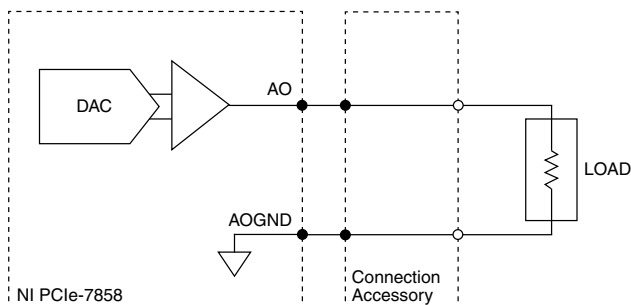 DAC
AO
LOAD
AOGND
NI PCIe-7858
Connection
Accessory